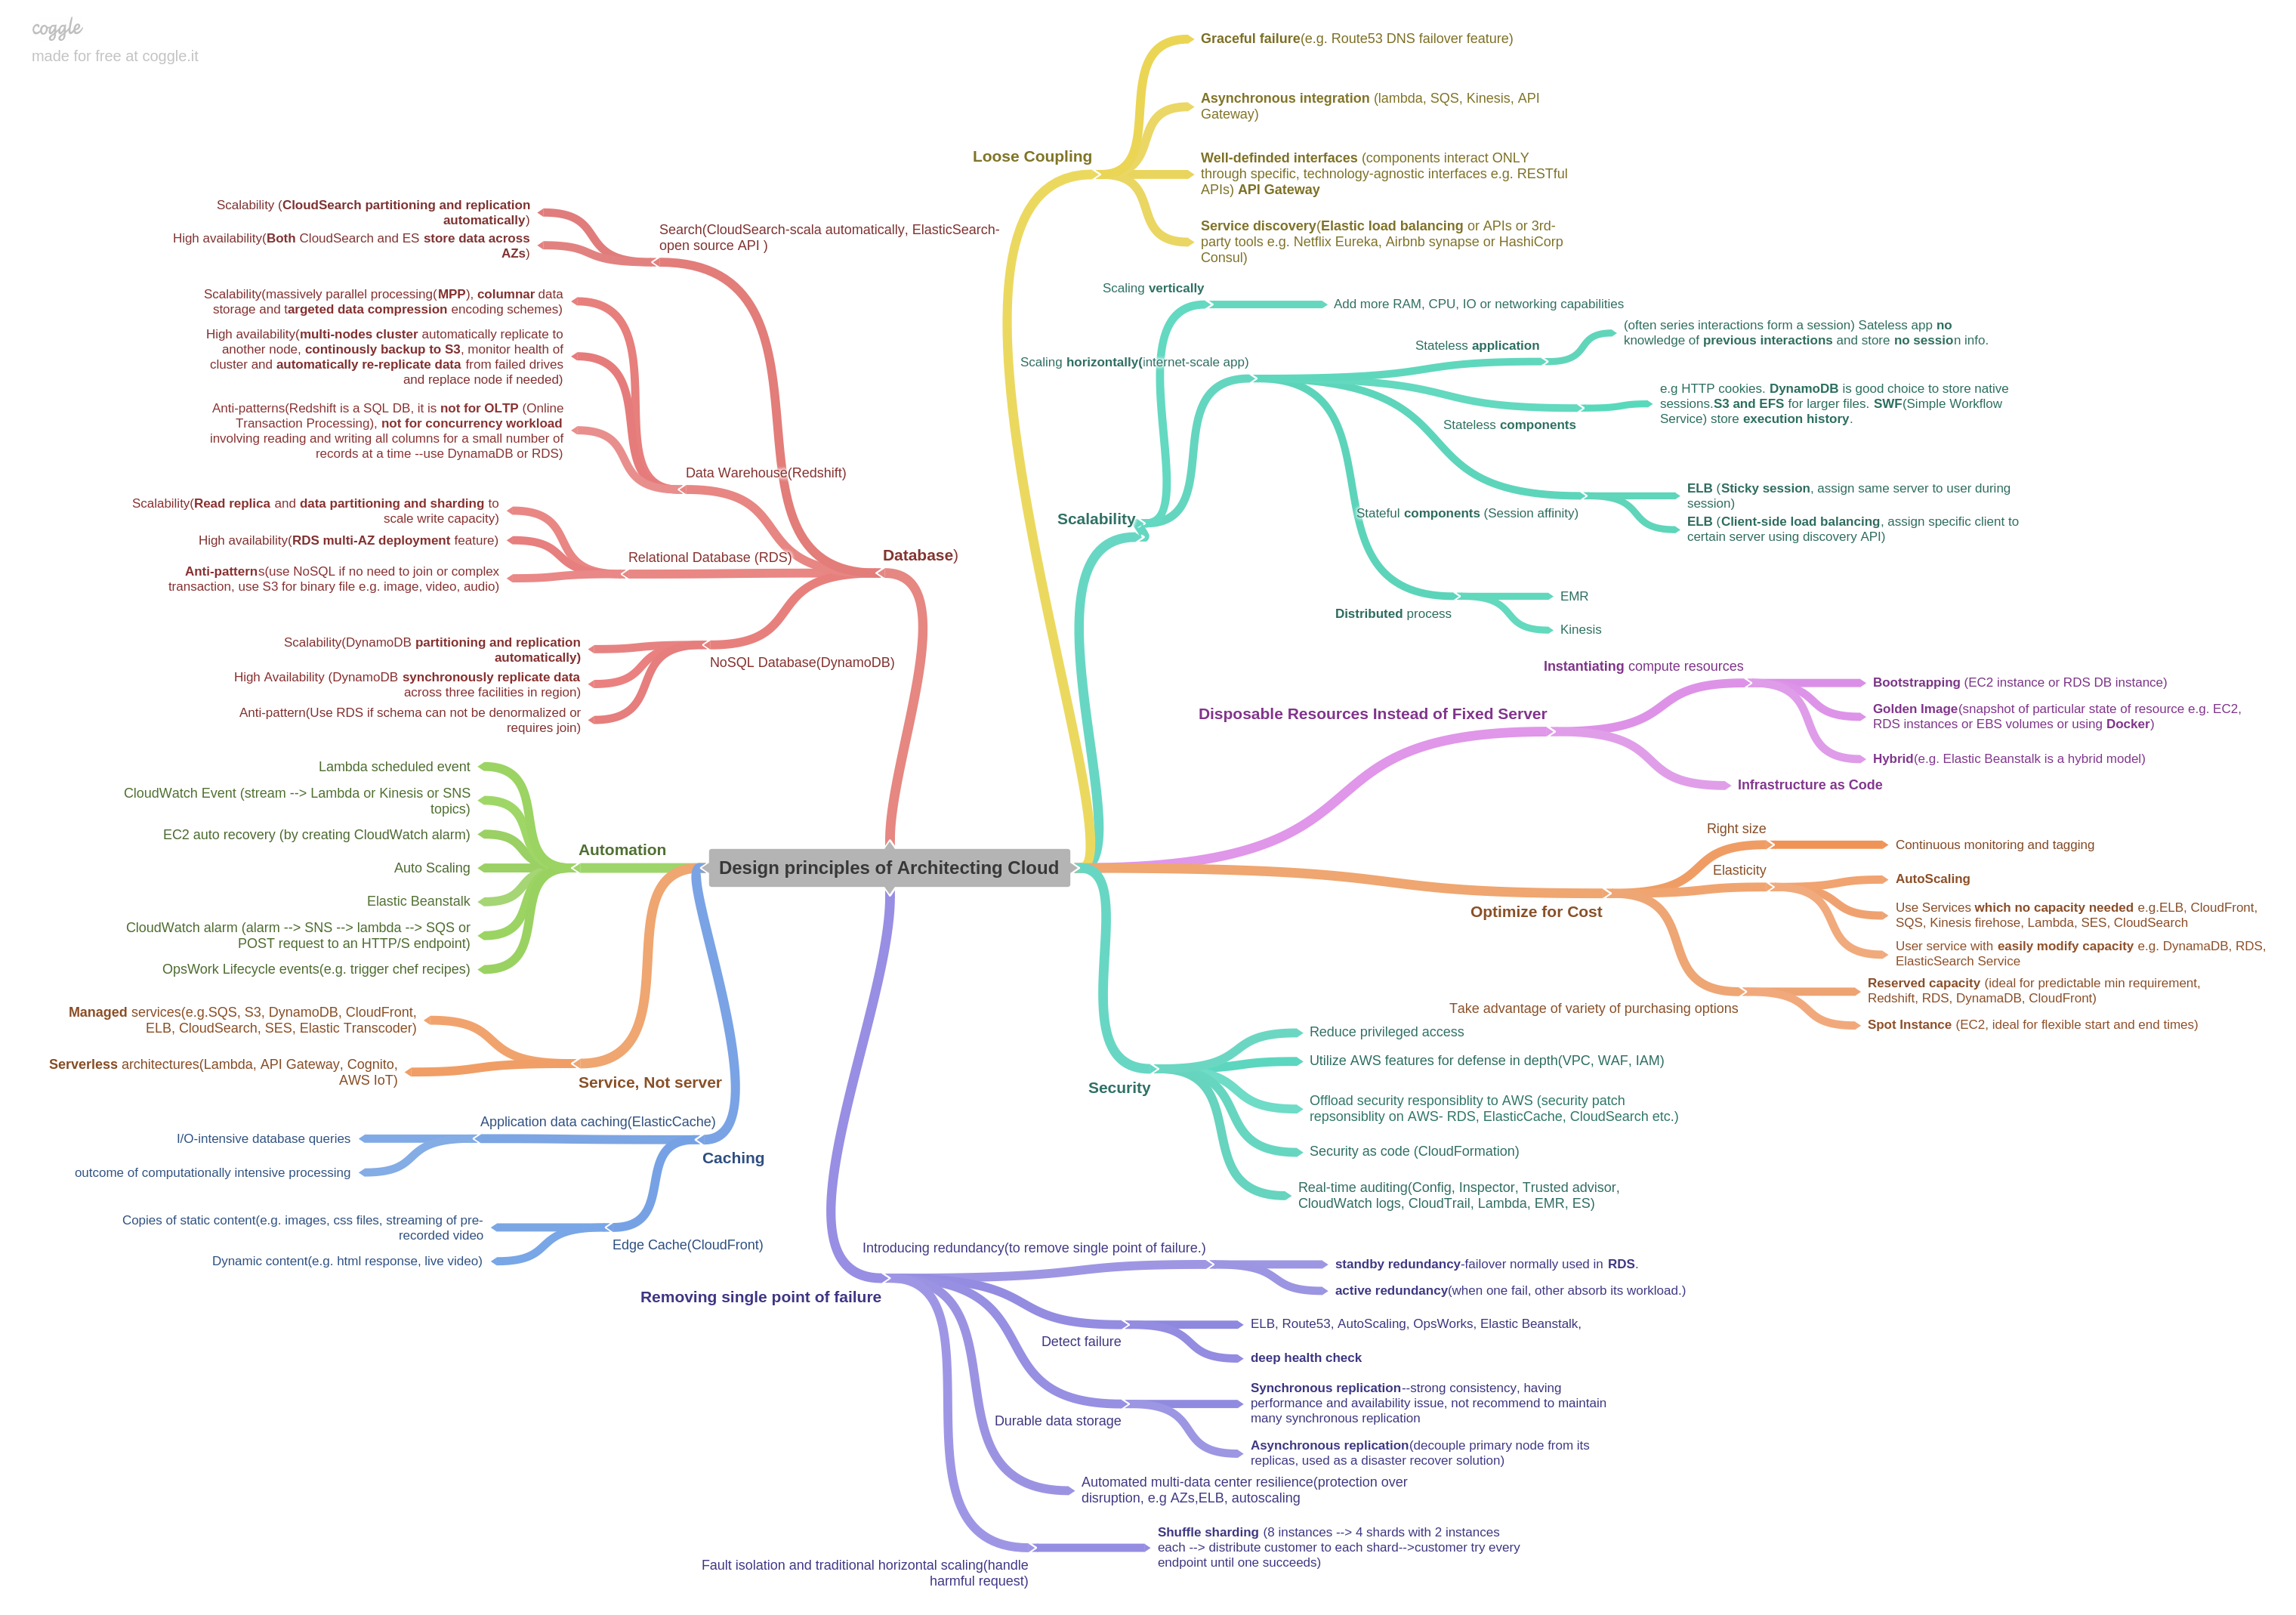 coggle
made for free at coggle.it
Design principles of Architecting Cloud
Loose Coupling
Graceful failure(e.g. Route53 DNS failover feature)
Asynchronous integration (lambda, SQS, Kinesis, API
Gateway)
Well-definded interfaces (components interact ONLY
through specific, technology-agnostic interfaces e.g. RESTful
APIs) API Gateway
Service discovery(Elastic load balancing or APIs or 3rd-
party tools e.g. Netflix Eureka, Airbnb synapse or HashiCorp
Consul)
Scalability
Scaling vertically
Add more RAM, CPU, IO or networking capabilities
Scaling horizontally(internet-scale app)
Stateless application
(often series interactions form a session) Sateless app no
knowledge of previous interactions and store no session info.
Stateless components
e.g HTTP cookies. DynamoDB is good choice to store native
sessions.S3 and EFS for larger files. SWF(Simple Workflow
Service) store execution history.
Stateful components (Session affinity)
ELB (Sticky session, assign same server to user during
session)
ELB (Client-side load balancing, assign specific client to
certain server using discovery API)
Distributed process
EMR
Kinesis
Disposable Resources Instead of Fixed Server
Instantiating compute resources
Bootstrapping (EC2 instance or RDS DB instance)
Golden Image(snapshot of particular state of resource e.g. EC2,
RDS instances or EBS volumes or using Docker)
Hybrid(e.g. Elastic Beanstalk is a hybrid model)
Infrastructure as Code
Optimize for Cost
Right size
Continuous monitoring and tagging
Elasticity
AutoScaling
Use Services which no capacity needed e.g.ELB, CloudFront,
SQS, Kinesis firehose, Lambda, SES, CloudSearch
User service with easily modify capacity e.g. DynamaDB, RDS,
ElasticSearch Service
Take advantage of variety of purchasing options
Reserved capacity (ideal for predictable min requirement,
Redshift, RDS, DynamaDB, CloudFront)
Spot Instance (EC2, ideal for flexible start and end times)
Security
Reduce privileged access
Utilize AWS features for defense in depth(VPC, WAF, IAM)
Offload security responsiblity to AWS (security patch
repsonsiblity on AWS- RDS, ElasticCache, CloudSearch etc.)
Security as code (CloudFormation)
Real-time auditing(Config, Inspector, Trusted advisor,
CloudWatch logs, CloudTrail, Lambda, EMR, ES)
Removing single point of failure
Introducing redundancy(to remove single point of failure.)
standby redundancy-failover normally used in RDS.
active redundancy(when one fail, other absorb its workload.)
Detect failure
ELB, Route53, AutoScaling, OpsWorks, Elastic Beanstalk,
deep health check
Durable data storage
Synchronous replication--strong consistency, having
performance and availability issue, not recommend to maintain
many synchronous replication
Asynchronous replication(decouple primary node from its
replicas, used as a disaster recover solution)
Automated multi-data center resilience(protection over
disruption, e.g AZs,ELB, autoscaling
Fault isolation and traditional horizontal scaling(handle
harmful request)
Shuffle sharding (8 instances --> 4 shards with 2 instances
each --> distribute customer to each shard-->customer try every
endpoint until one succeeds)
Database)
Search(CloudSearch-scala automatically, ElasticSearch-
open source API )
Scalability (CloudSearch partitioning and replication
automatically)
High availability(Both CloudSearch and ES store data across
AZs)
Data Warehouse(Redshift)
Scalability(massively parallel processing(MPP), columnar data
storage and targeted data compression encoding schemes)
High availability(multi-nodes cluster automatically replicate to
another node, continously backup to S3, monitor health of
cluster and automatically re-replicate data from failed drives
and replace node if needed)
Anti-patterns(Redshift is a SQL DB, it is not for OLTP (Online
Transaction Processing), not for concurrency workload
involving reading and writing all columns for a small number of
records at a time --use DynamaDB or RDS)
Relational Database (RDS)
Scalability(Read replica and data partitioning and sharding to
scale write capacity)
High availability(RDS multi-AZ deployment feature)
Anti-patterns(use NoSQL if no need to join or complex
transaction, use S3 for binary file e.g. image, video, audio)
NoSQL Database(DynamoDB)
Scalability(DynamoDB partitioning and replication
automatically)
High Availability (DynamoDB synchronously replicate data
across three facilities in region)
Anti-pattern(Use RDS if schema can not be denormalized or
requires join)
Automation
Lambda scheduled event
CloudWatch Event (stream --> Lambda or Kinesis or SNS
topics)
EC2 auto recovery (by creating CloudWatch alarm)
Auto Scaling
Elastic Beanstalk
CloudWatch alarm (alarm --> SNS --> lambda --> SQS or
POST request to an HTTP/S endpoint)
OpsWork Lifecycle events(e.g. trigger chef recipes)
Service, Not server
Managed services(e.g.SQS, S3, DynamoDB, CloudFront,
ELB, CloudSearch, SES, Elastic Transcoder)
Serverless architectures(Lambda, API Gateway, Cognito,
AWS IoT)
Caching
Application data caching(ElasticCache)
I/O-intensive database queries
outcome of computationally intensive processing
Edge Cache(CloudFront)
Copies of static content(e.g. images, css files, streaming of pre-
recorded video
Dynamic content(e.g. html response, live video)